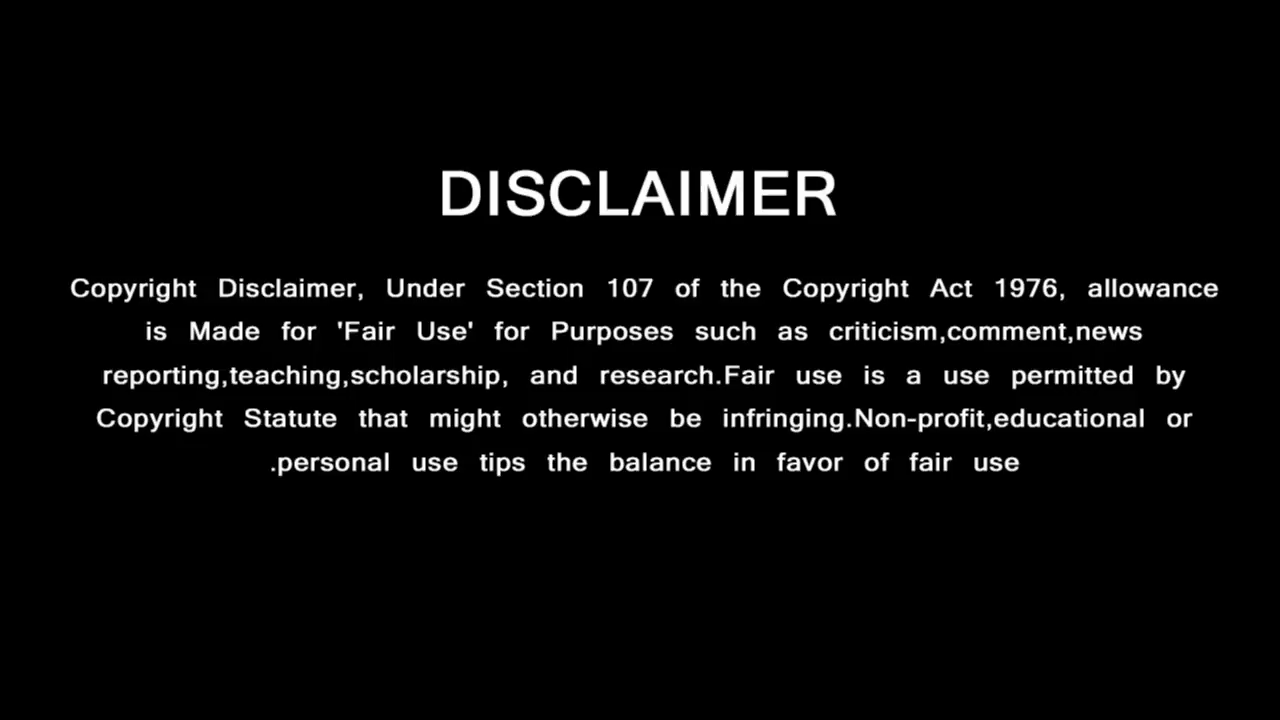 DISCLAIMER
Copyright Disclaimer, Under Section 107 of the Copyright Act 1976, allowance
is Made for 'Fair Use' for Purposes such as criticism,comment,news
reporting,teaching,scholarship, and research.Fair use is a use permitted by
Copyright Statute that might otherwise be infringing.Non-profit,educational or
.personal use tips the balance in favor of fair use